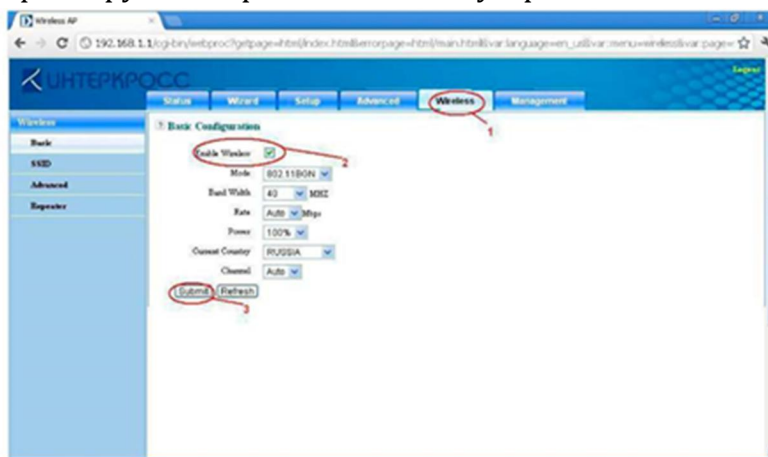 Wireless AP
192.168.1.1/cgi-bin/webproc?getpage=html/index.html&errorpage=html/main.html&var:language=en_us&var:menu=wireless&var:page=
ИНТЕРКРОСС
Logout
Status Wizard Setup Advanced Wireless Management
1
Wireless
Basic
SSID
Advanced
Repeater
Basic Configuration
Enable Wireless
2
Mode 802.11BGN
Band Width 40 MHZ
Rate Auto Mbps
Power 100%
Current Country RUSSIA
Channel Auto
Submit Refresh
3